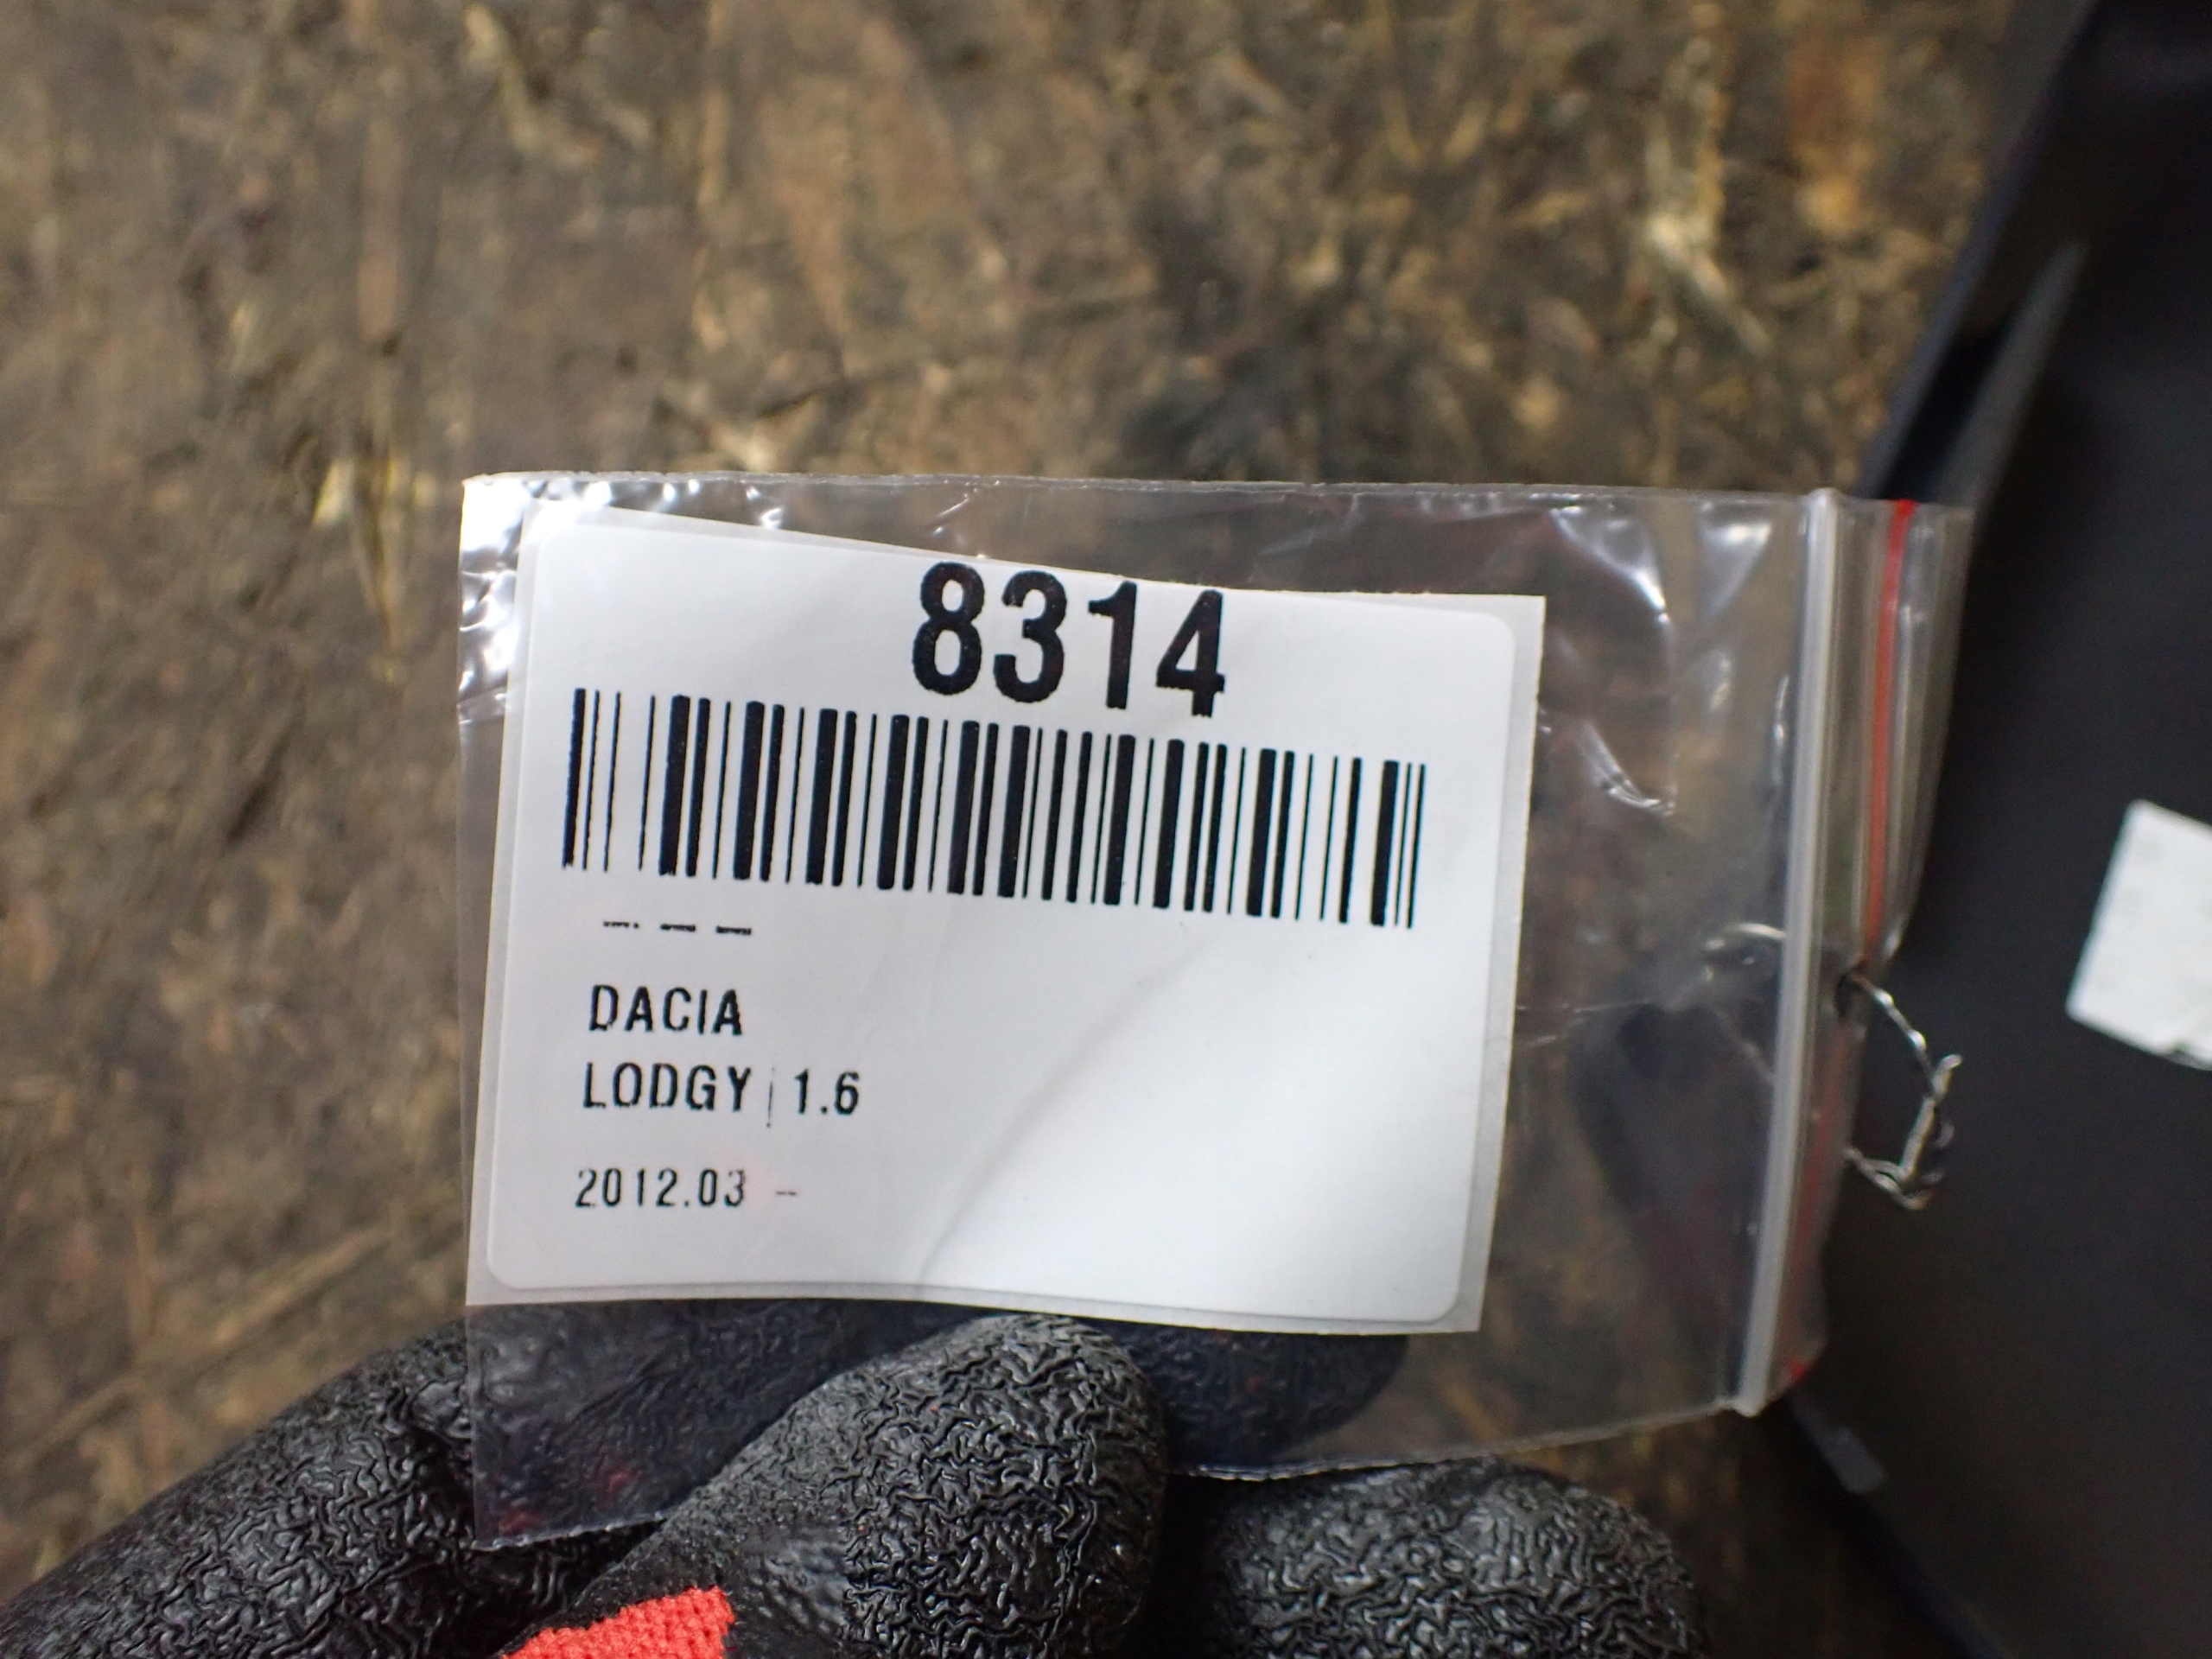 8314
DACIA
LODGY | 1.6
2012.03 -